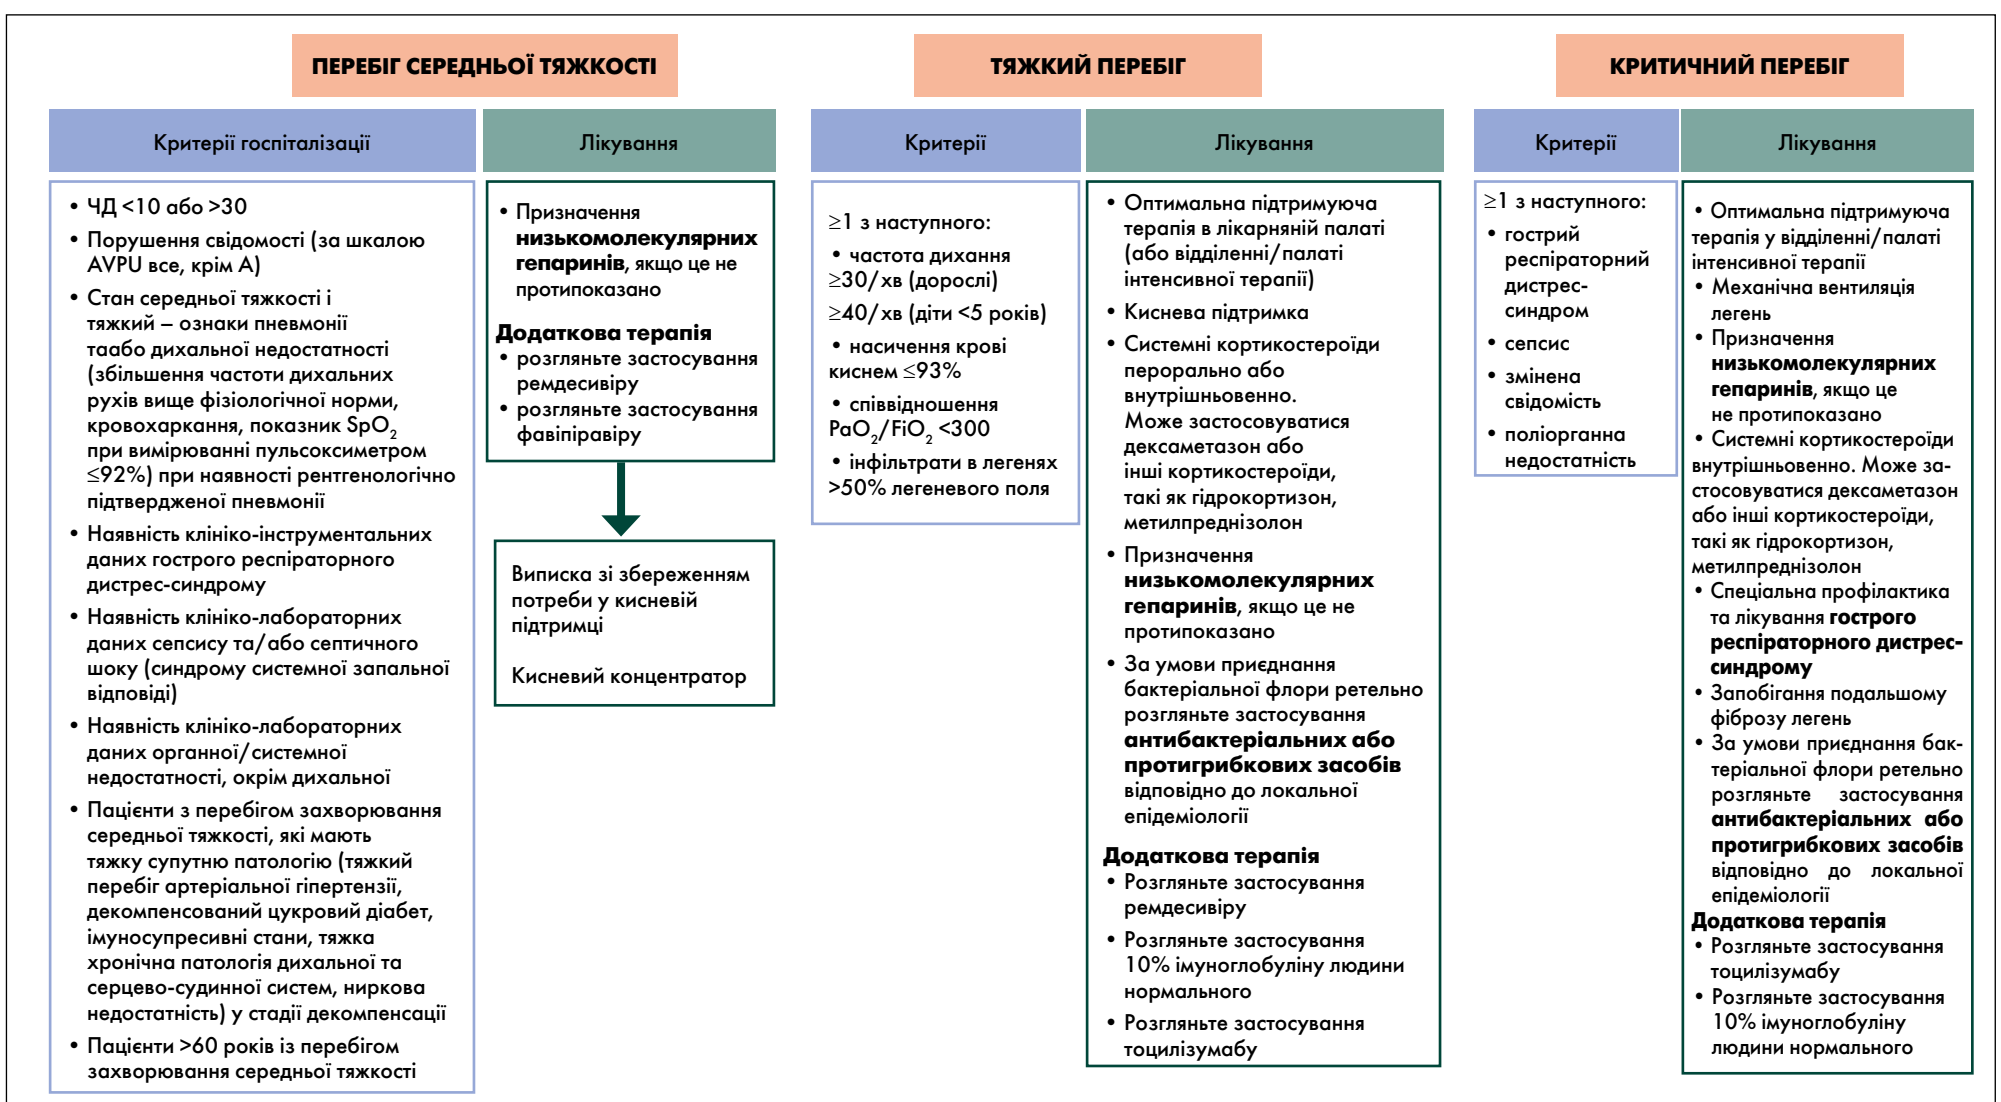 ПЕРЕБІГ СЕРЕДНЬОЇ ТЯЖКОСТІ
Критерії госпіталізації
• ЧД <10 або >30
• Порушення свідомості (за шкалою
AVPU все, крім А)
• Стан середньої тяжкості і
тяжкий – ознаки пневмонії
таабо дихальної недостатності
(збільшення частоти дихальних
рухів вище фізіологічної норми,
кровохаркання, показник SpO₂
при вимірюванні пульсоксиметром
≤92%) при наявності рентгенологічно
підтвердженої пневмонії
• Наявність клініко-інструментальних
даних гострого респіраторного
дистрес-синдрому
• Наявність клініко-лабораторних
даних сепсису та/або септичного
шоку (синдрому системної запальної
відповіді)
• Наявність клініко-лабораторних
даних органної/системної
недостатності, окрім дихальної
• Пацієнти з перебігом захворювання
середньої тяжкості, які мають
тяжку супутню патологію (тяжкий
перебіг артеріальної гіпертензії,
декомпенсований цукровий діабет,
імуносупресивні стани, тяжка
хронічна патологія дихальної та
серцево-судинної систем, ниркова
недостатність) у стадії декомпенсації
• Пацієнти >60 років із перебігом
захворювання середньої тяжкості
Лікування
• Призначення
низькомолекулярних
гепаринів, якщо це не
протипоказано
Додаткова терапія
• розгляньте застосування
ремдесивіру
• розгляньте застосування
фавіпіравіру
Виписка зі збереженням
потреби у кисневій
підтримці
Кисневий концентратор
ТЯЖКИЙ ПЕРЕБІГ
Критерії
≥1 з наступного:
• частота дихання
≥30/хв (дорослі)
≥40/хв (діти <5 років)
• насичення крові
киснем ≤93%
• співвідношення
PaO₂/FiO₂ <300
• інфільтрати в легенях
>50% легеневого поля
Лікування
• Оптимальна підтримуюча
терапія в лікарняній палаті
(або відділенні/палаті
інтенсивної терапії)
• Киснева підтримка
• Системні кортикостероїди
перорально або
внутрішньовенно.
Може застосовуватися
дексаметазон або
інші кортикостероїди,
такі як гідрокортизон,
метилпреднізолон
• Призначення
низькомолекулярних
гепаринів, якщо це не
протипоказано
• За умови приєднання
бактеріальної флори ретельно
розгляньте застосування
антибактеріальних або
протигрибкових засобів
відповідно до локальної
епідеміології
Додаткова терапія
• Розгляньте застосування
ремдесивіру
• Розгляньте застосування
10% імуноглобуліну людини
нормального
• Розгляньте застосування
тоцилізумабу
КРИТИЧНИЙ ПЕРЕБІГ
Критерії
≥1 з наступного:
• гострий
респіраторний
дистрес-
синдром
• сепсис
• змінена
свідомість
• поліорганна
недостатність
Лікування
• Оптимальна підтримуюча
терапія у відділенні/палаті
інтенсивної терапії
• Механічна вентиляція
легень
• Призначення
низькомолекулярних
гепаринів, якщо це
не протипоказано
• Системні кортикостероїди
внутрішньовенно. Може за-
стосовуватися дексаметазон
або інші кортикостероїди,
такі як гідрокортизон,
метилпреднізолон
• Спеціальна профілактика
та лікування гострого
респіраторного дистрес-
синдрому
• Запобігання подальшому
фіброзу легень
• За умови приєднання бак-
теріальної флори ретельно
розгляньте застосування
антибактеріальних або
протигрибкових засобів
відповідно до локальної
епідеміології
Додаткова терапія
• Розгляньте застосування
тоцилізумабу
• Розгляньте застосування
10% імуноглобуліну
людини нормального